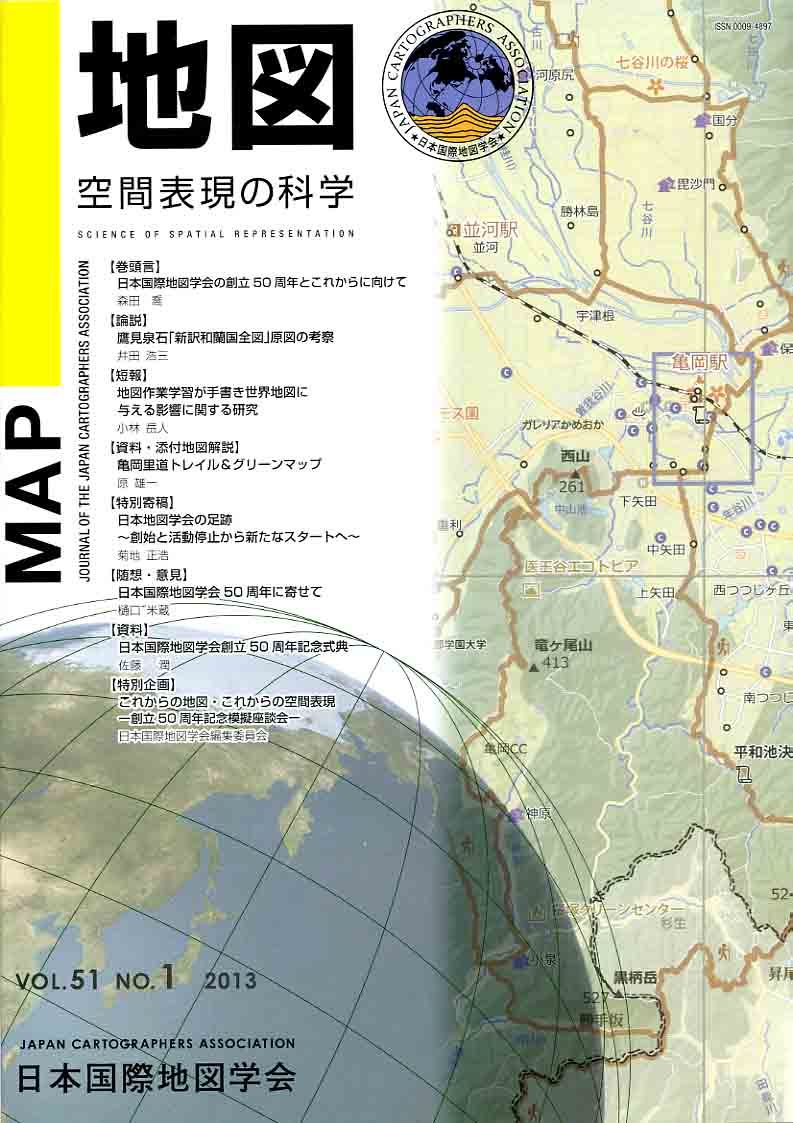 地図
空間表現の科学
SCIENCE OF SPATIAL REPRESENTATION
MAP
JOURNAL OF THE JAPAN CARTOGRAPHERS ASSOCIATION
JAPAN CARTOGRAPHERS ASSOCIATION
★日本国際地図学会★
ISSN 0009-4897
【巻頭言】
日本国際地図学会の創立50周年とこれからに向けて
森田 喬
【論説】
鷹見泉石「新訳和蘭国全図」原図の考察
井田 浩三
【短報】
地図作業学習が手書き世界地図に
与える影響に関する研究
小林 岳人
【資料・添付地図解説】
亀岡里道トレイル＆グリーンマップ
原 雄一
【特別寄稿】
日本地図学会の足跡
～創始と活動停止から新たなスタートへ～
菊地 正浩
【随想・意見】
日本国際地図学会50周年に寄せて
樋口 米蔵
【資料】
日本国際地図学会創立50周年記念式典
佐藤 潤
【特別企画】
これからの地図・これからの空間表現
－創立50周年記念模擬座談会－
日本国際地図学会編集委員会
VOL.51 NO.1 2013
JAPAN CARTOGRAPHERS ASSOCIATION
日本国際地図学会
七谷川の桜
河原尻
国分
毘沙門
勝林島
七谷川
並河駅
並河
宇津根
亀岡駅
保
曽我谷川
ガレリアかめおか
西山
261
中山池
下矢田
年谷川
中矢田
医王谷エコトピア
上矢田
西つつじケ丘
部学園大学
竜ヶ尾山
413
南つつじ
平和池決
亀岡CC
神原
52
杉生
小泉
黒柄岳
527
昇尾